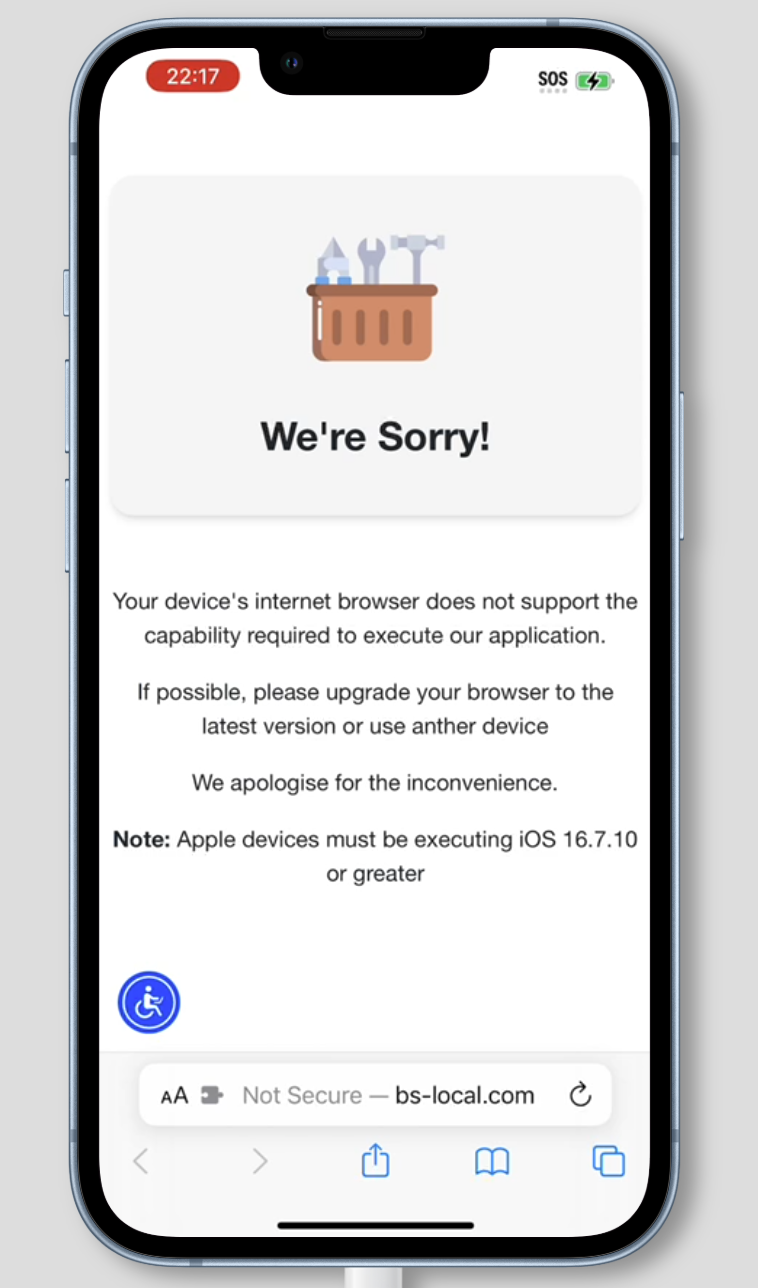 22:17
SOS
We're Sorry!
Your device's internet browser does not support the
capability required to execute our application.
If possible, please upgrade your browser to the
latest version or use anther device
We apologise for the inconvenience.
Note: Apple devices must be executing iOS 16.7.10
or greater
AA Not Secure — bs-local.com